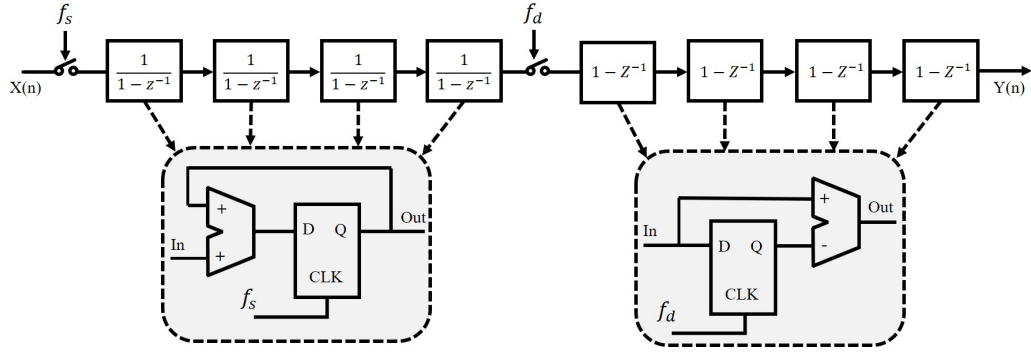 f_s
f_d
X(n)
1
1 − z⁻¹
1
1 − z⁻¹
1
1 − z⁻¹
1
1 − z⁻¹
1 − Z⁻¹
1 − Z⁻¹
1 − Z⁻¹
1 − Z⁻¹
Y(n)
+
+
In
D Q
CLK
Out
f_s
In
D Q
CLK
+
-
Out
f_d